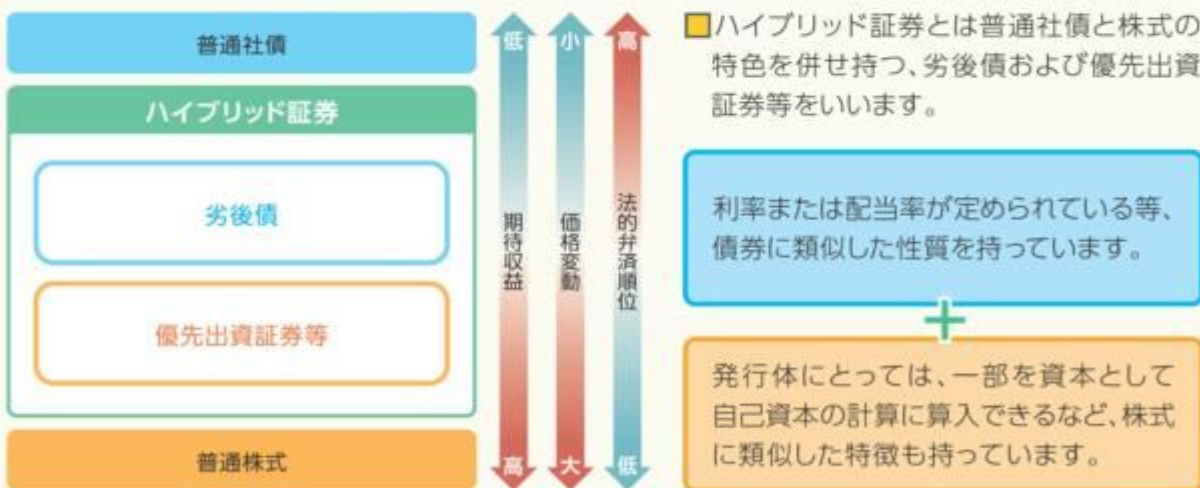 普通社債
ハイブリッド証券
劣後債
優先出資証券等
普通株式
低
期待収益
高
小
価格変動
大
高
法的弁済順位
低
ハイブリッド証券とは普通社債と株式の
特色を併せ持つ、劣後債および優先出資
証券等をいいます。
利率または配当率が定められている等、
債券に類似した性質を持っています。
+
発行体にとっては、一部を資本として
自己資本の計算に算入できるなど、株式
に類似した特徴も持っています。